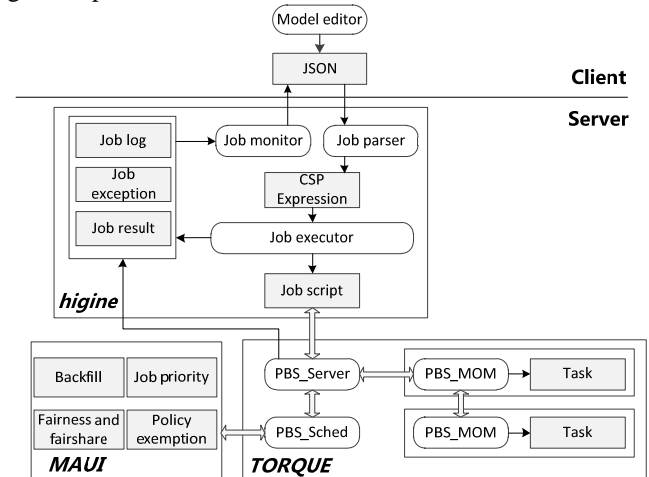 Model editor
JSON
Client
Server
Job log
Job monitor
Job parser
Job
exception
CSP
Expression
Job result
Job executor
higine
Job script
Backfill
Job priority
PBS_Server
PBS_MOM
Task
Fairness and
fairshare
Policy
exemption
PBS_Sched
PBS_MOM
Task
MAUI
TORQUE